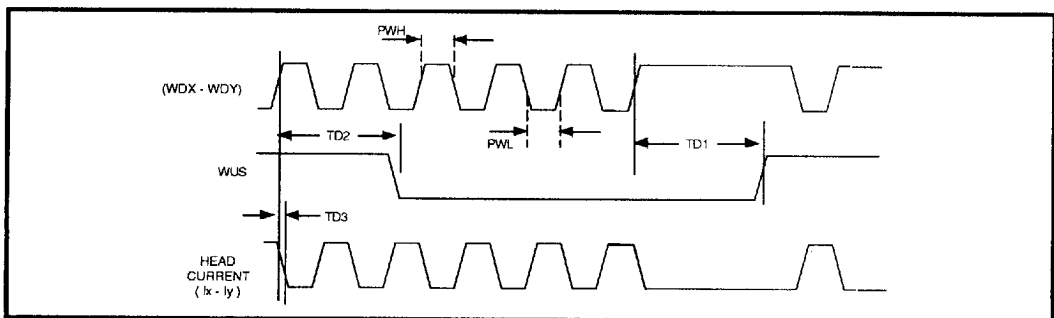 PWH
(WDX - WDY)
TD2
PWL
TD1
WUS
TD3
HEAD
CURRENT
( Ix - Iy )